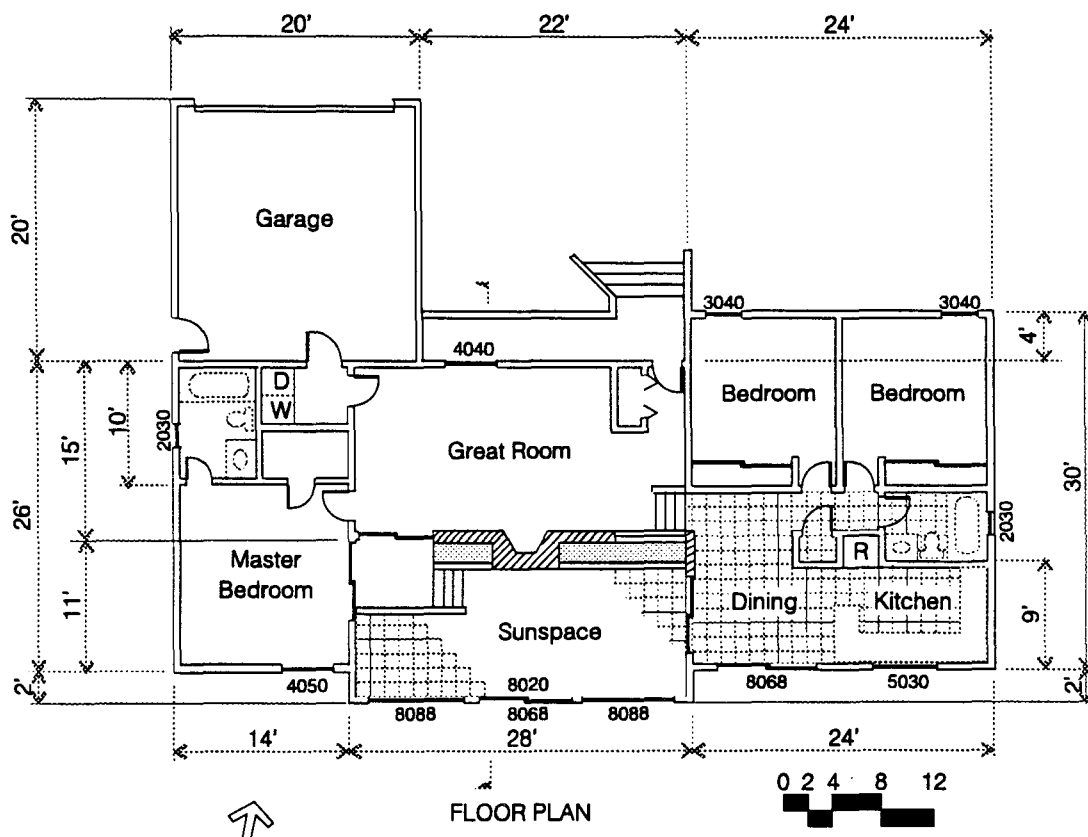 20'
22'
24'
20'
Garage
3040
3040
4'
4040
D
W
Bedroom
Bedroom
2030
10'
15'
26'
Great Room
30'
2030
Master
Bedroom
R
11'
Dining
Kitchen
9'
Sunspace
2'
4050
8020
8068
5030
2'
8088
8068
8088
14'
28'
24'
0 2 4 8 12
FLOOR PLAN